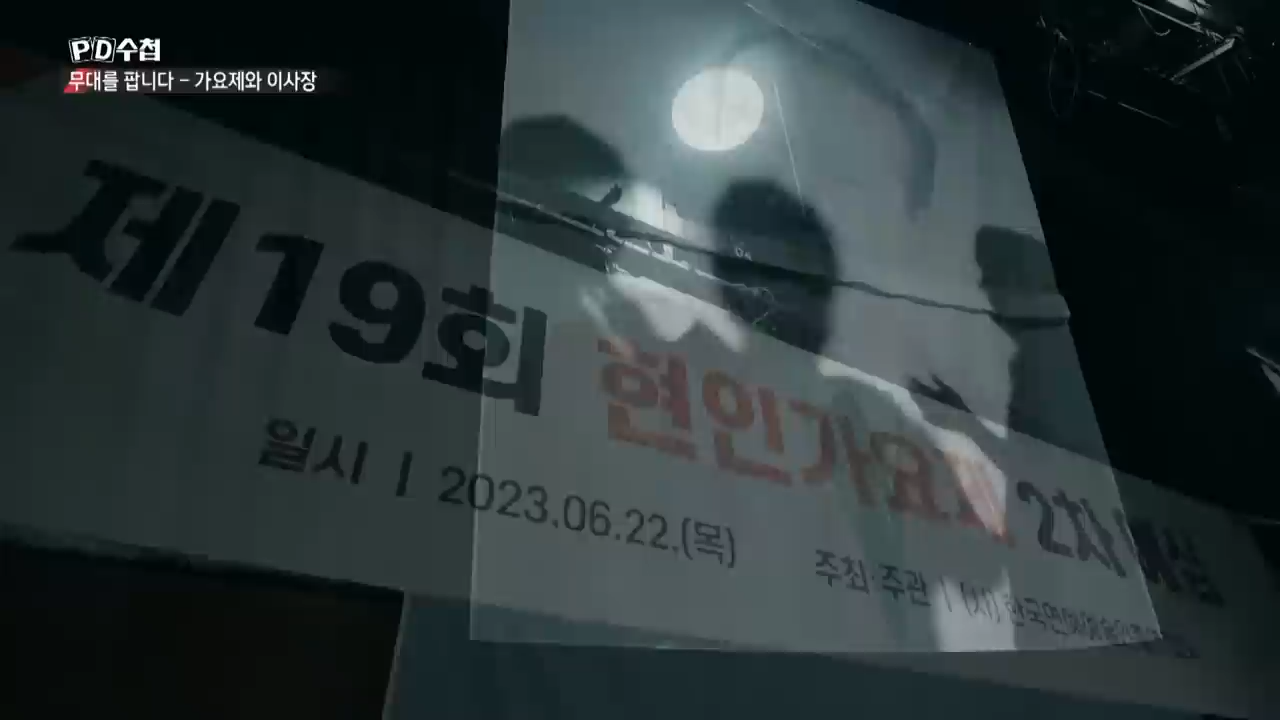 PD수첩
무대를 팝니다 - 가요제와 이사장
제19회 현인가요제 2차예심
일시 | 2023.06.22.(목)
주최·주관 | (사)